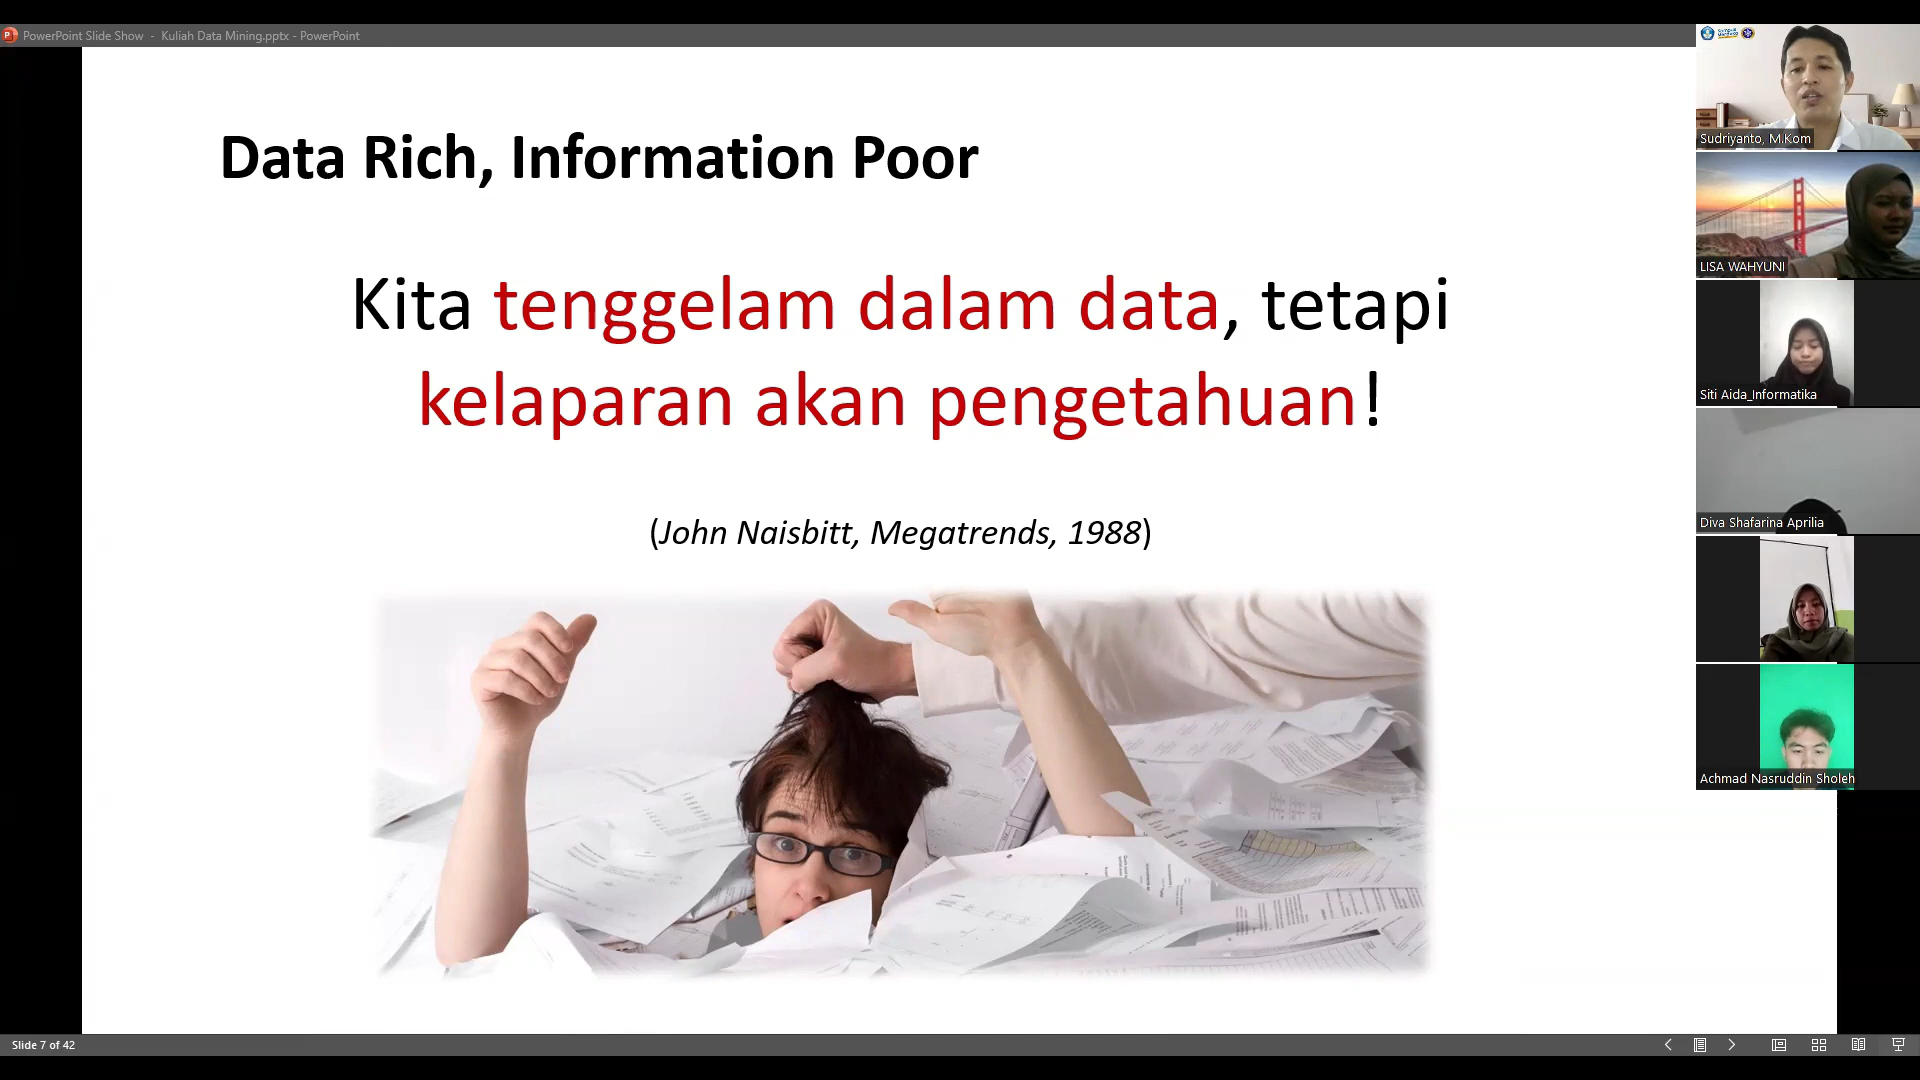 PowerPoint Slide Show - Kuliah Data Mining.pptx - PowerPoint
Data Rich, Information Poor
Kita tenggelam dalam data, tetapi
kelaparan akan pengetahuan!
(John Naisbitt, Megatrends, 1988)
Sudriyanto, M.Kom
LISA WAHYUNI
Siti Aida_Informatika
Diva Shafarina Aprilia
Achmad Nasruddin Sholeh
Slide 7 of 42